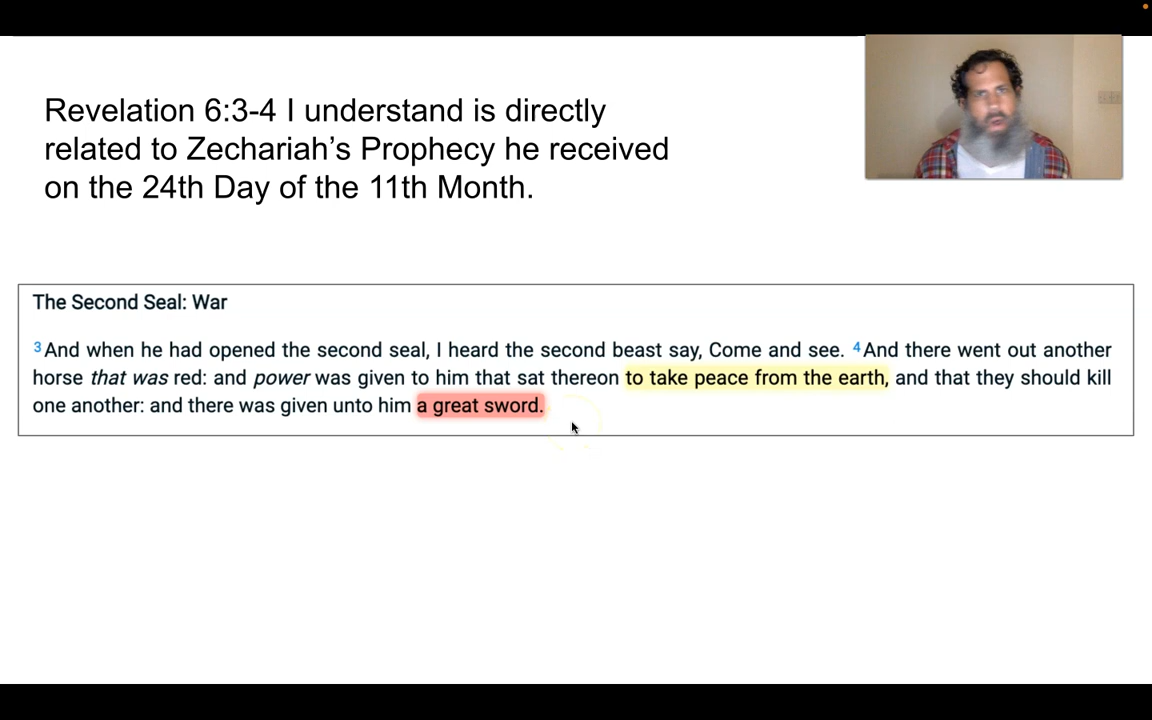 Revelation 6:3-4 I understand is directly
related to Zechariah’s Prophecy he received
on the 24th Day of the 11th Month.
The Second Seal: War
3 And when he had opened the second seal, I heard the second beast say, Come and see. 4 And there went out another
horse that was red: and power was given to him that sat thereon to take peace from the earth, and that they should kill
one another: and there was given unto him a great sword.